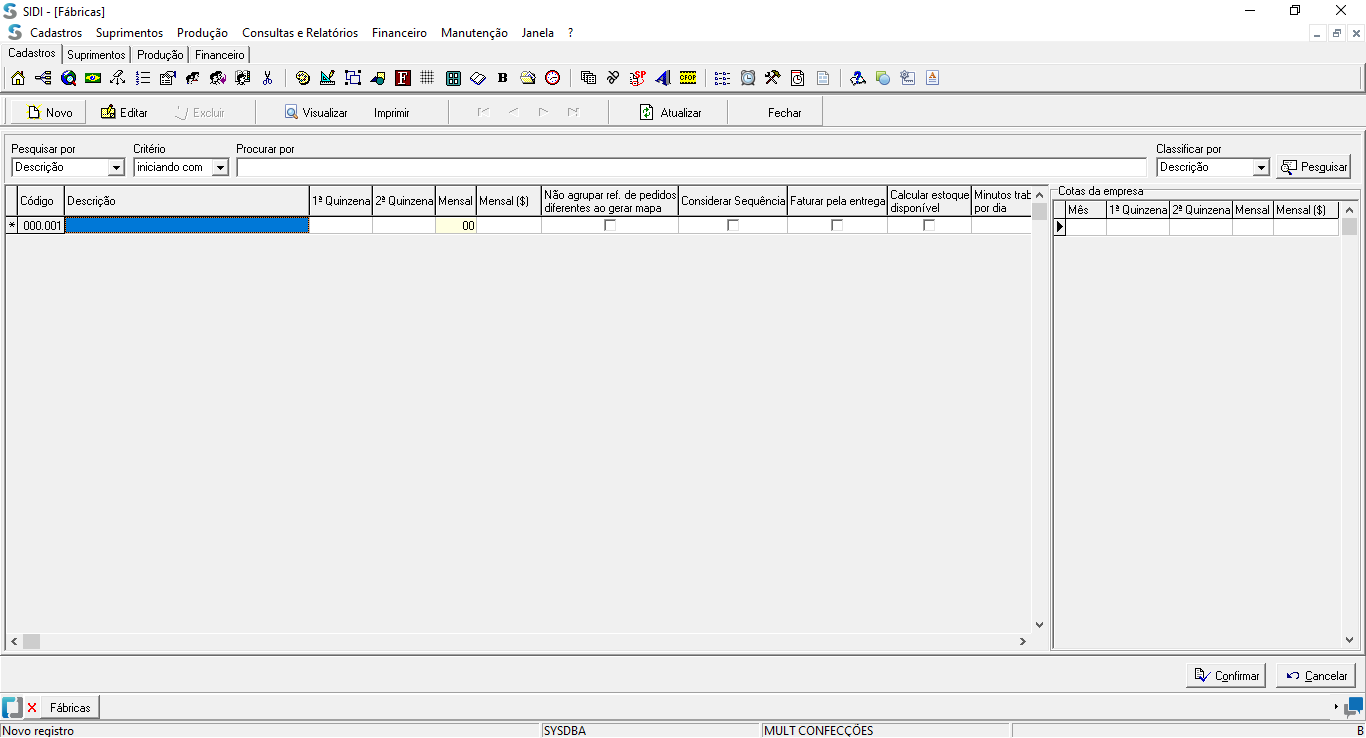 SIDI - [Fábricas]
Cadastros Suprimentos Produção Consultas e Relatórios Financeiro Manutenção Janela ?
Cadastros Suprimentos Produção Financeiro
F B SP CFOP A
Novo Editar Excluir Visualizar Imprimir Atualizar Fechar
Pesquisar por Critério Procurar por Classificar por
Descrição iniciando com Descrição Pesquisar
Cotas da empresa
Código Descrição 1ª Quinzena 2ª Quinzena Mensal Mensal ($) Não agrupar ref. de pedidos diferentes ao gerar mapa Considerar Sequência Faturar pela entrega Calcular estoque disponível Minutos trab por dia
Mês 1ª Quinzena 2ª Quinzena Mensal Mensal ($)
* 000.001 00
Confirmar Cancelar
Fábricas
Novo registro SYSDBA MULT CONFECÇÕES B